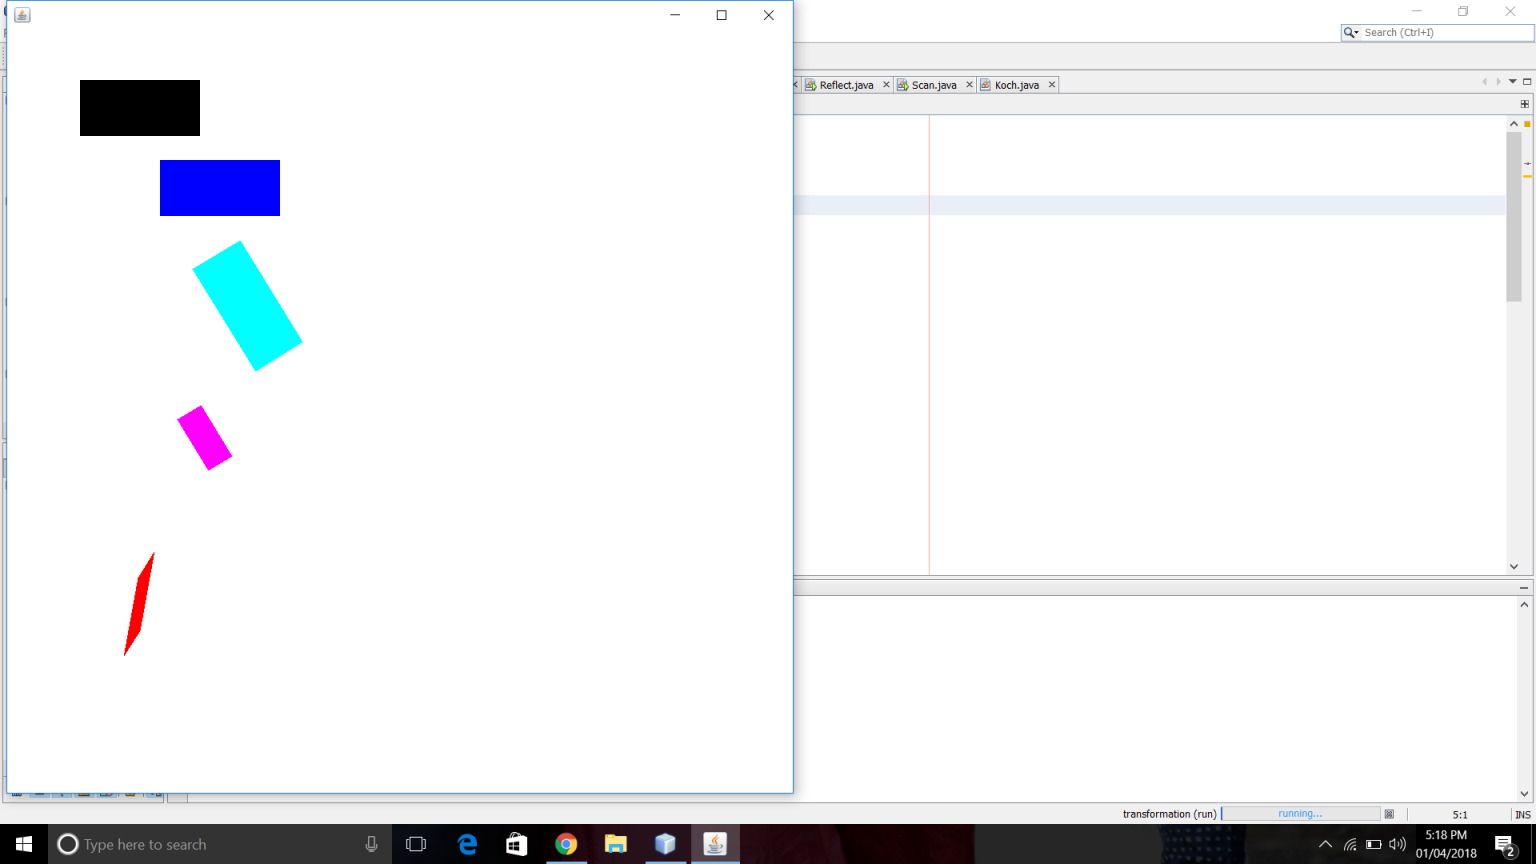 Search (Ctrl+I)
Reflect.java
Scan.java
Koch.java
transformation (run)
running...
5:1
INS
Type here to search
5:18 PM
01/04/2018
2